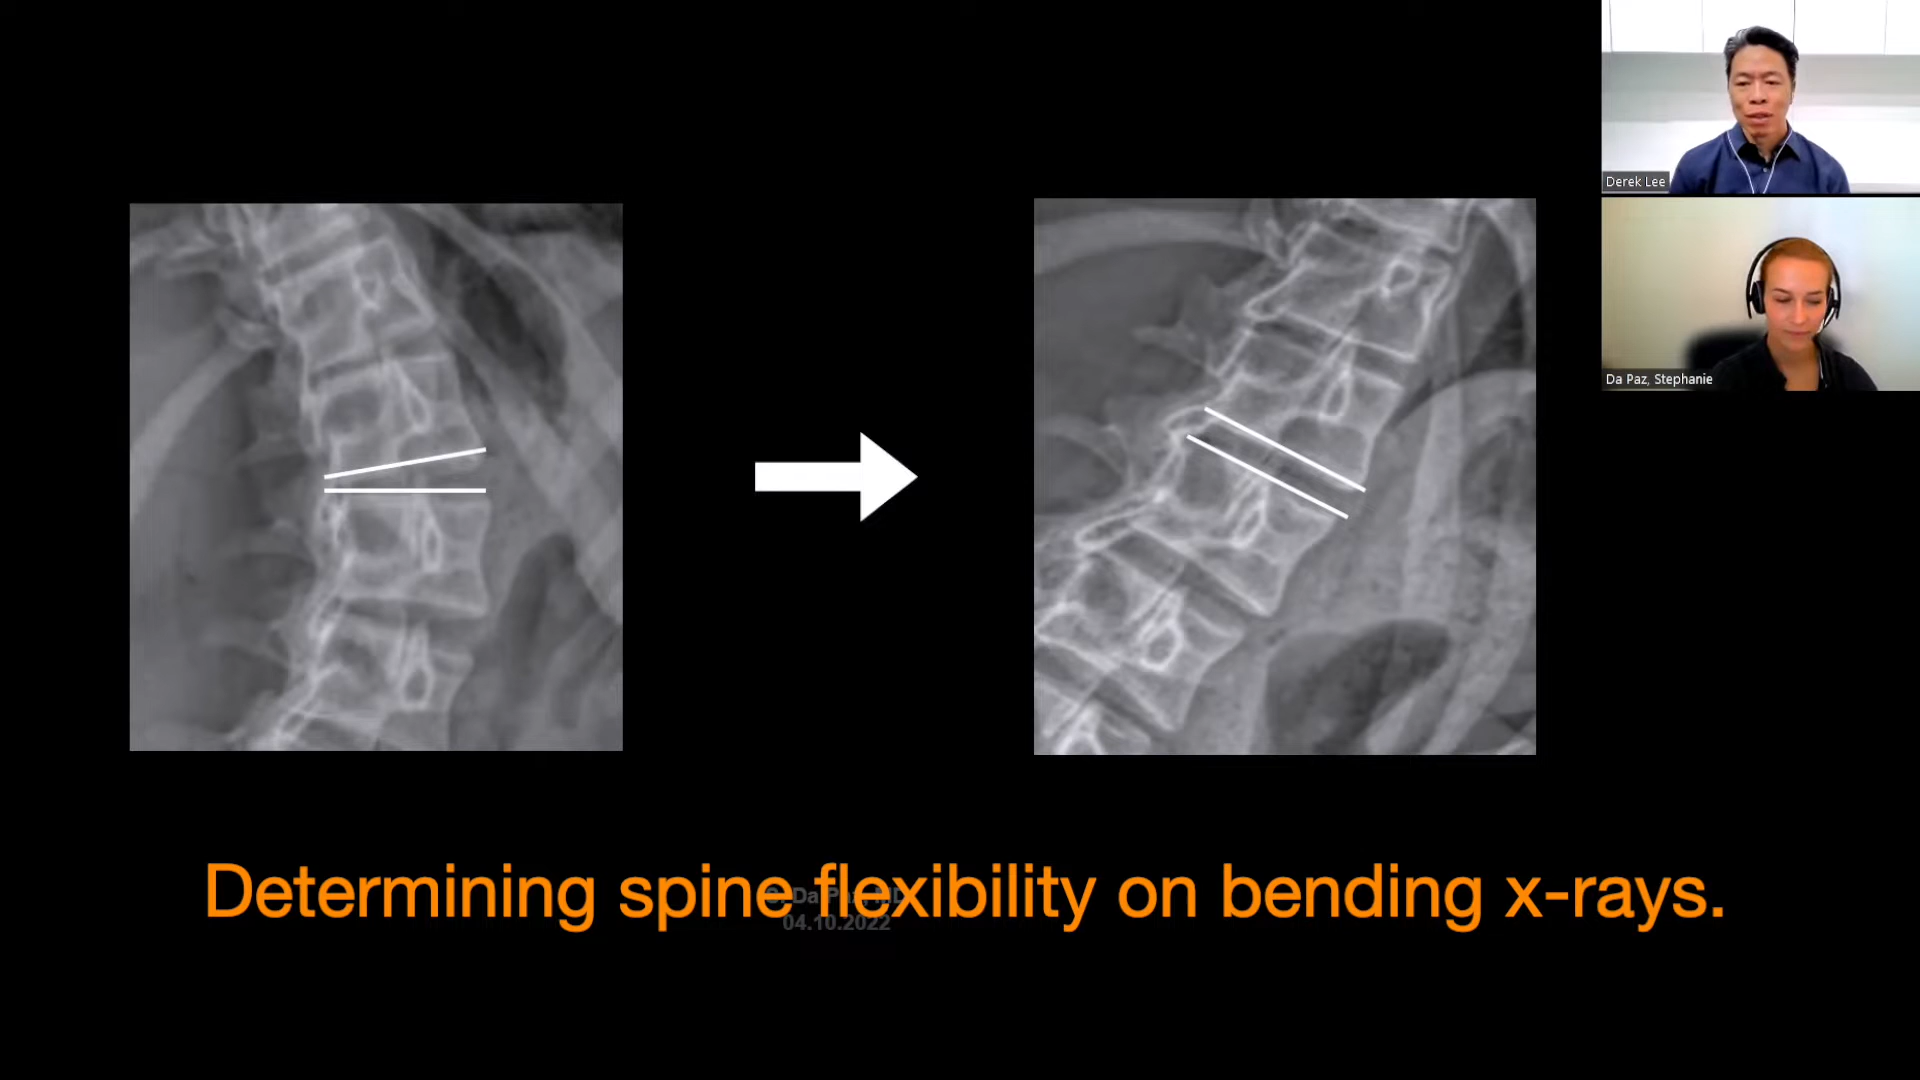 Derek Lee
Da Paz, Stephanie
Determining spine flexibility on bending x-rays.
04.10.2022